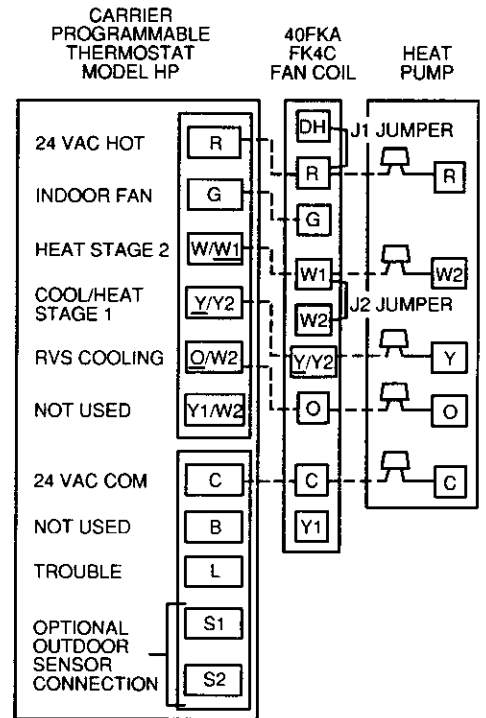 CARRIER
PROGRAMMABLE
THERMOSTAT
MODEL HP
40FKA
FK4C
FAN COIL
HEAT
PUMP
DH
J1 JUMPER
24 VAC HOT
R
R
R
INDOOR FAN
G
G
HEAT STAGE 2
W/W1
W1
W2
J2 JUMPER
COOL/HEAT
STAGE 1
Y/Y2
W2
Y/Y2
Y
RVS COOLING
O/W2
O
O
NOT USED
Y1/W2
24 VAC COM
C
C
C
NOT USED
B
Y1
TROUBLE
L
OPTIONAL
OUTDOOR
SENSOR
CONNECTION
S1
S2